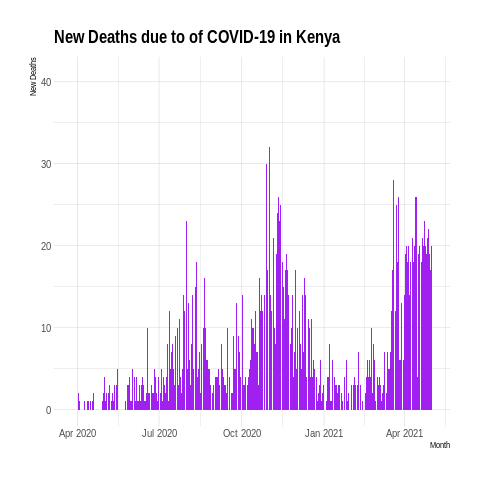 New Deaths due to of COVID-19 in Kenya
New Deaths
40
30
20
10
0
Apr 2020 Jul 2020 Oct 2020 Jan 2021 Apr 2021
Month